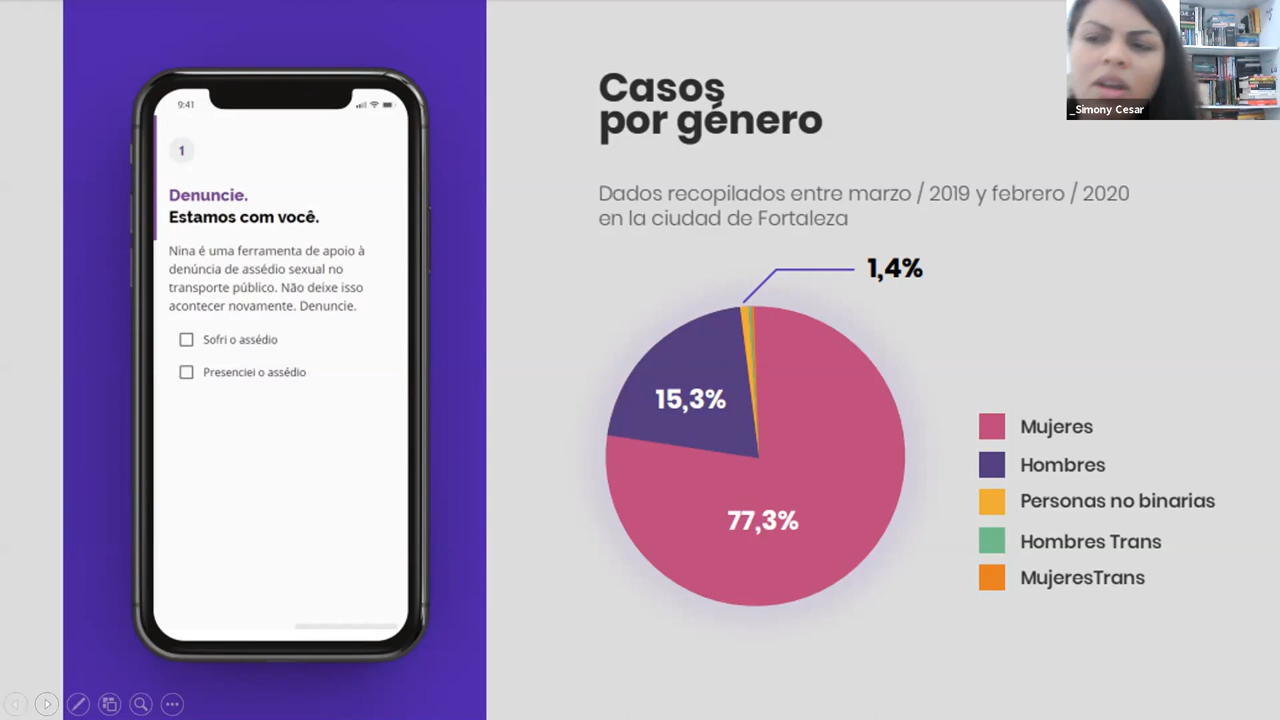 9:41
1
Denuncie.
Estamos com você.
Nina é uma ferramenta de apoio à
denúncia de assédio sexual no
transporte público. Não deixe isso
acontecer novamente. Denuncie.
Sofri o assédio
Presenciei o assédio
Casos
por género
Dados recopilados entre marzo / 2019 y febrero / 2020
en la ciudad de Fortaleza
1,4%
15,3%
77,3%
Mujeres
Hombres
Personas no binarias
Hombres Trans
MujeresTrans
_Simony Cesar